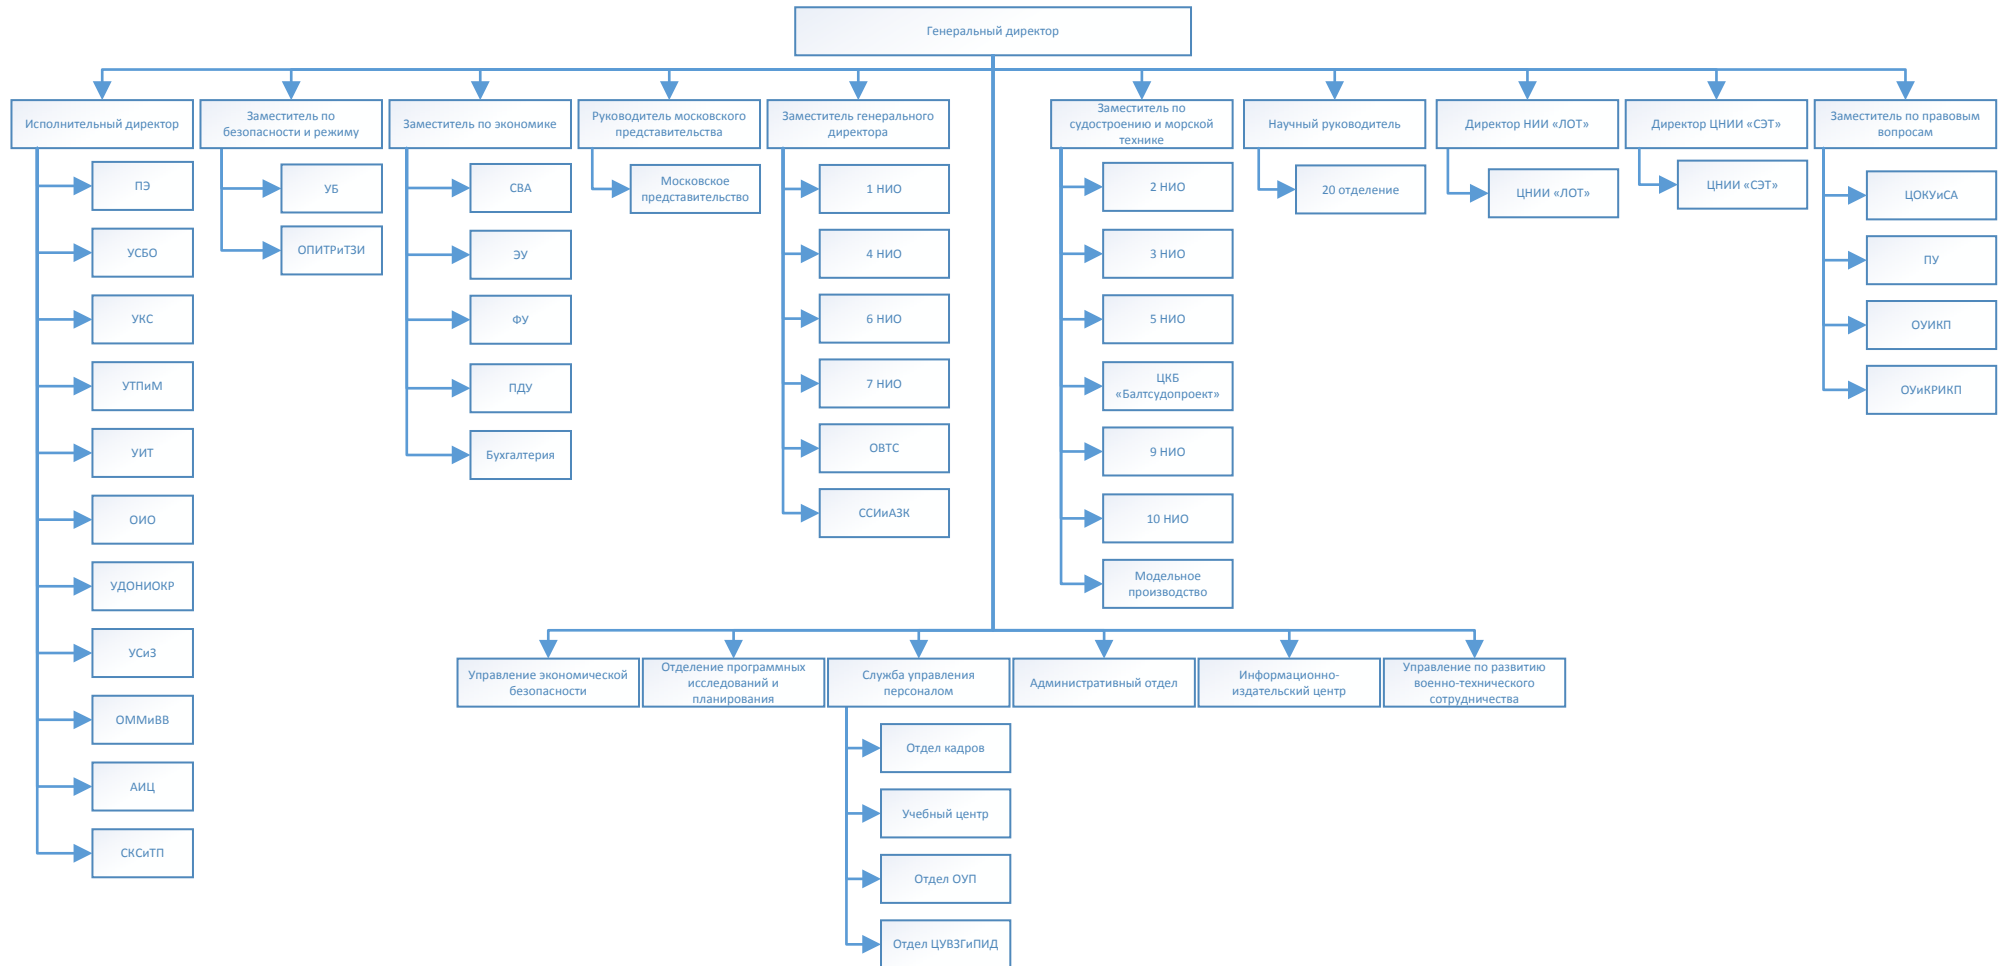 Генеральный директор
Исполнительный директор
Заместитель по
безопасности и режиму
Заместитель по экономике
Руководитель московского
представительства
Заместитель генерального
директора
Заместитель по
судостроению и морской
технике
Научный руководитель
Директор НИИ «ЛОТ»
Директор ЦНИИ «СЭТ»
Заместитель по правовым
вопросам
ПЭ
УСБО
УКС
УТПиМ
УИТ
ОИО
УДОНИОКР
УСиЗ
ОММиВВ
АИЦ
СКСиТП
УБ
ОПИТРиТЗИ
СВА
ЭУ
ФУ
ПДУ
Бухгалтерия
Московское
представительство
1 НИО
4 НИО
6 НИО
7 НИО
ОВТС
ССИиАЗК
2 НИО
3 НИО
5 НИО
ЦКБ
«Балтсудопроект»
9 НИО
10 НИО
Модельное
производство
20 отделение
ЦНИИ «ЛОТ»
ЦНИИ «СЭТ»
ЦОКУиСА
ПУ
ОУИКП
ОУиКРИКП
Управление экономической
безопасности
Отделение программных
исследований и
планирования
Служба управления
персоналом
Административный отдел
Информационно-
издательский центр
Управление по развитию
военно-технического
сотрудничества
Отдел кадров
Учебный центр
Отдел ОУП
Отдел ЦУВЗГиПИД